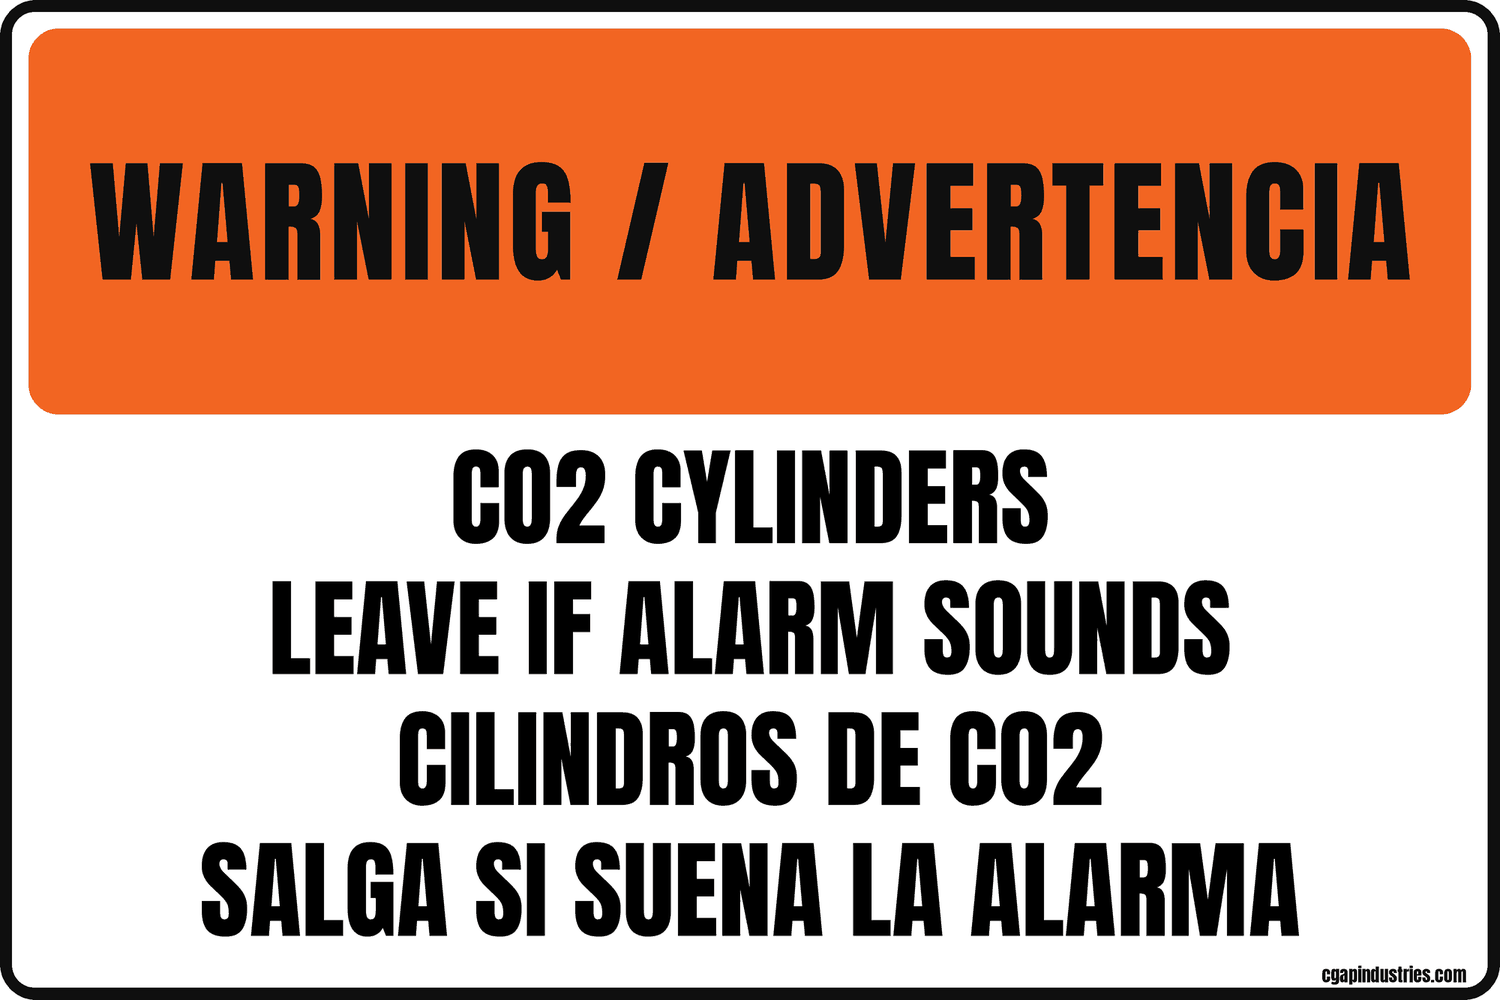 WARNING / ADVERTENCIA
CO2 CYLINDERS
LEAVE IF ALARM SOUNDS
CILINDROS DE CO2
SALGA SI SUENA LA ALARMA
cgapindustries.com